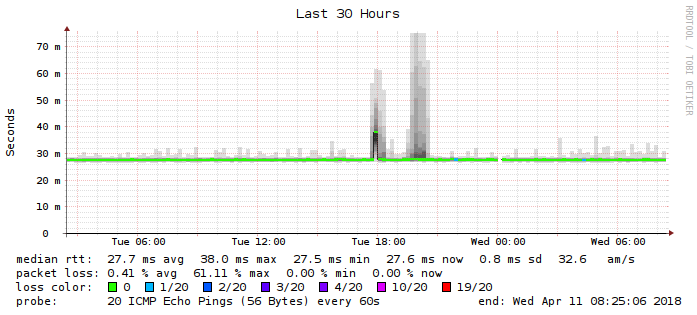 Last 30 Hours
RRDTOOL / TOBI OETIKER
Seconds
70 m
60 m
50 m
40 m
30 m
20 m
10 m
0
Tue 06:00 Tue 12:00 Tue 18:00 Wed 00:00 Wed 06:00
median rtt: 27.7 ms avg 38.0 ms max 27.5 ms min 27.6 ms now 0.8 ms sd 32.6 am/s
packet loss: 0.41 % avg 61.11 % max 0.00 % min 0.00 % now
loss color: 0 1/20 2/20 3/20 4/20 10/20 19/20
probe: 20 ICMP Echo Pings (56 Bytes) every 60s end: Wed Apr 11 08:25:06 2018